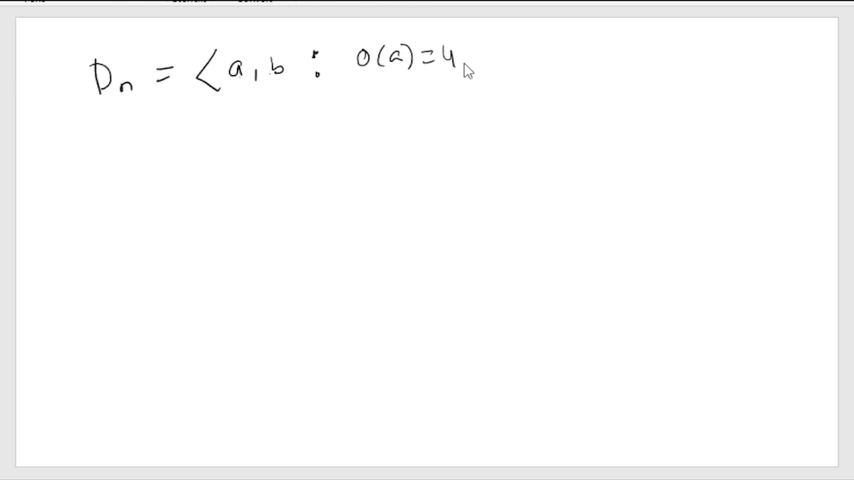 Dn = < a, b : o(a) = 4